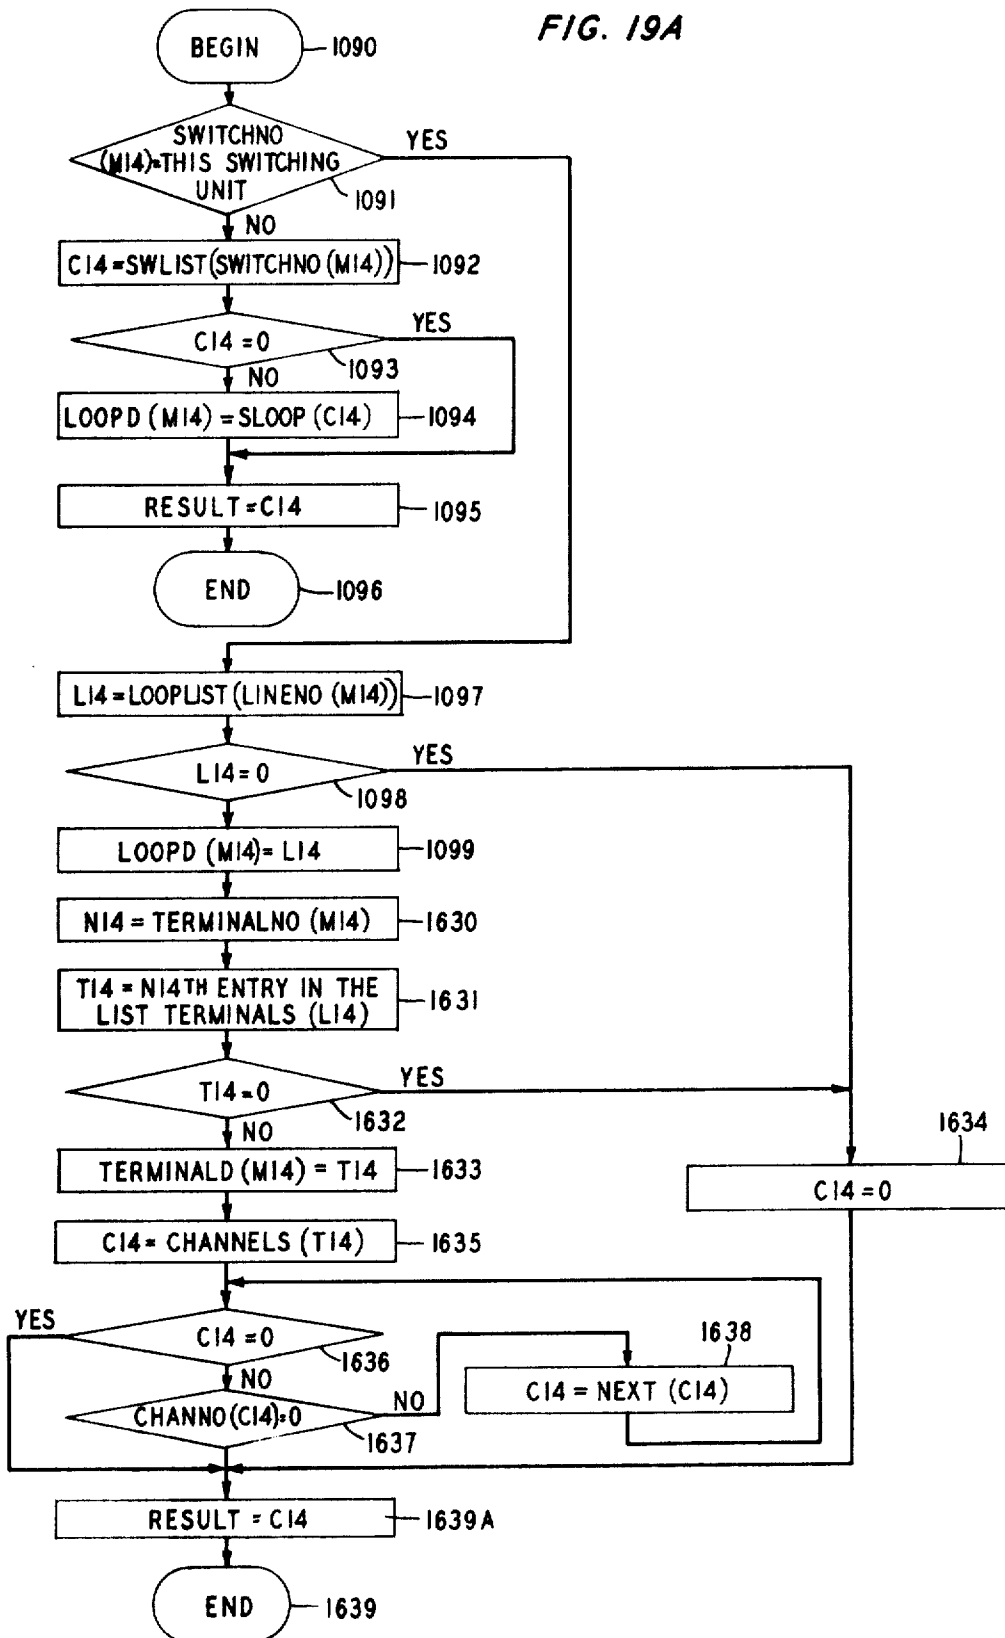 FIG. 19A
BEGIN
1090
SWITCHNO
(M14)=THIS SWITCHING
UNIT
YES
1091
NO
C14=SWLIST(SWITCHNO(M14))
1092
C14=0
YES
1093
NO
LOOPD(M14)=SLOOP(C14)
1094
RESULT=C14
1095
END
1096
L14=LOOPLIST(LINENO(M14))
1097
L14=0
YES
1098
LOOPD(M14)=L14
1099
N14=TERMINALNO(M14)
1630
T14=N14TH ENTRY IN THE
LIST TERMINALS (L14)
1631
T14=0
YES
1632
NO
TERMINALD(M14)=T14
1633
1634
C14=0
C14=CHANNELS(T14)
1635
YES
C14=0
1636
NO
1638
C14=NEXT(C14)
CHANNO(C14)=0
NO
1637
RESULT=C14
1639A
END
1639